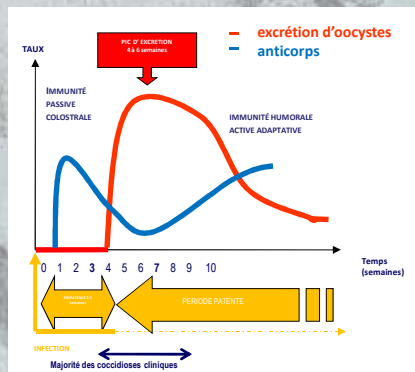 PIC D' EXCRETION
4 à 6 semaines
excrétion d'oocystes
anticorps
TAUX
IMMUNITÉ
PASSIVE
COLOSTRALE
IMMUNITÉ HUMORALE
ACTIVE ADAPTATIVE
0 1 2 3 4 5 6 7 8 9 10
Temps
(semaines)
semaines
PERIODE PATENTE
INFECTION
Majorité des coccidioses cliniques